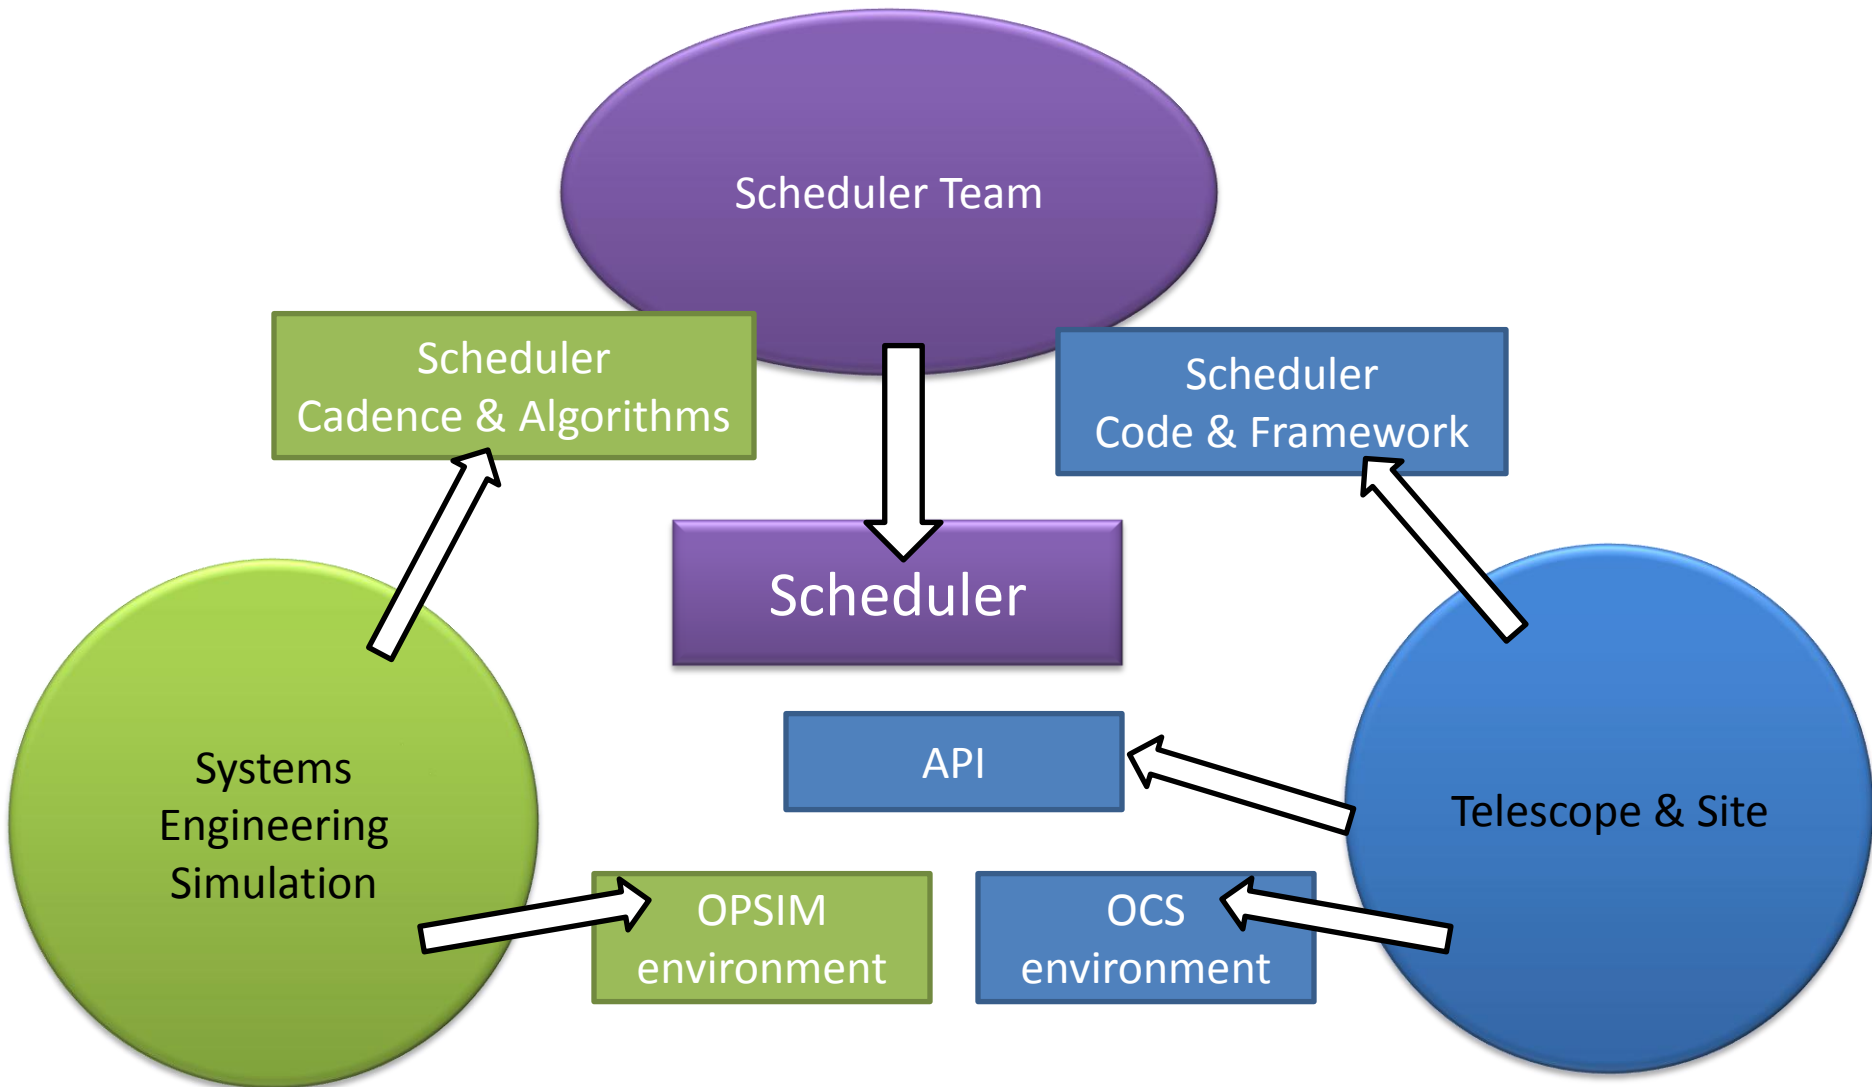 Scheduler Team
Scheduler
Cadence & Algorithms
Scheduler
Code & Framework
Scheduler
API
Systems
Engineering
Simulation
Telescope & Site
OPSIM
environment
OCS
environment